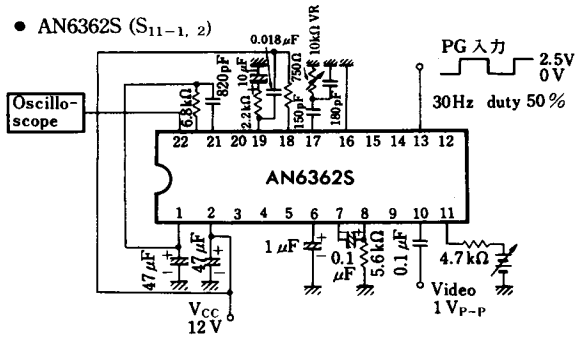 ● AN6362S (S11-1, 2)
0.018μF
10μF
750Ω
10kΩ VR
PG 入力
2.5V
0V
30Hz duty 50%
Oscillo-
scope
6.8kΩ
820pF
2.2kΩ
150pF
180pF
22 21 20 19 18 17 16 15 14 13 12
AN6362S
1 2 3 4 5 6 7 8 9 10 11
47μF
47μF
1μF
0.1
μF
5.6kΩ
0.1μF
4.7kΩ
VCC
12V
Video
1VP-P